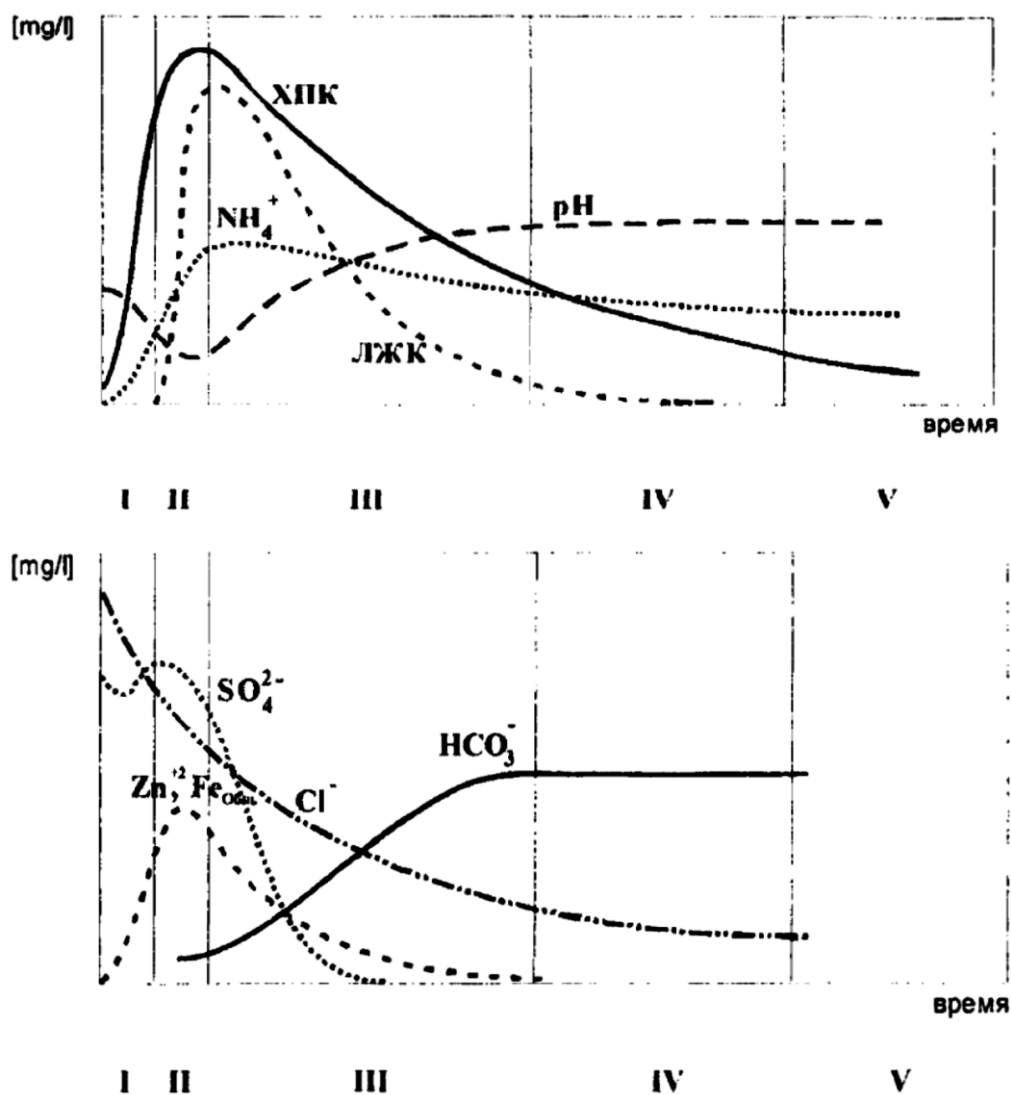 [mg/l]
ХПК
NH₄⁺
pH
ЛЖК
время
I II III IV V
[mg/l]
SO₄²⁻
HCO₃⁻
Zn⁺², Feобщ.
Cl⁻
время
I II III IV V